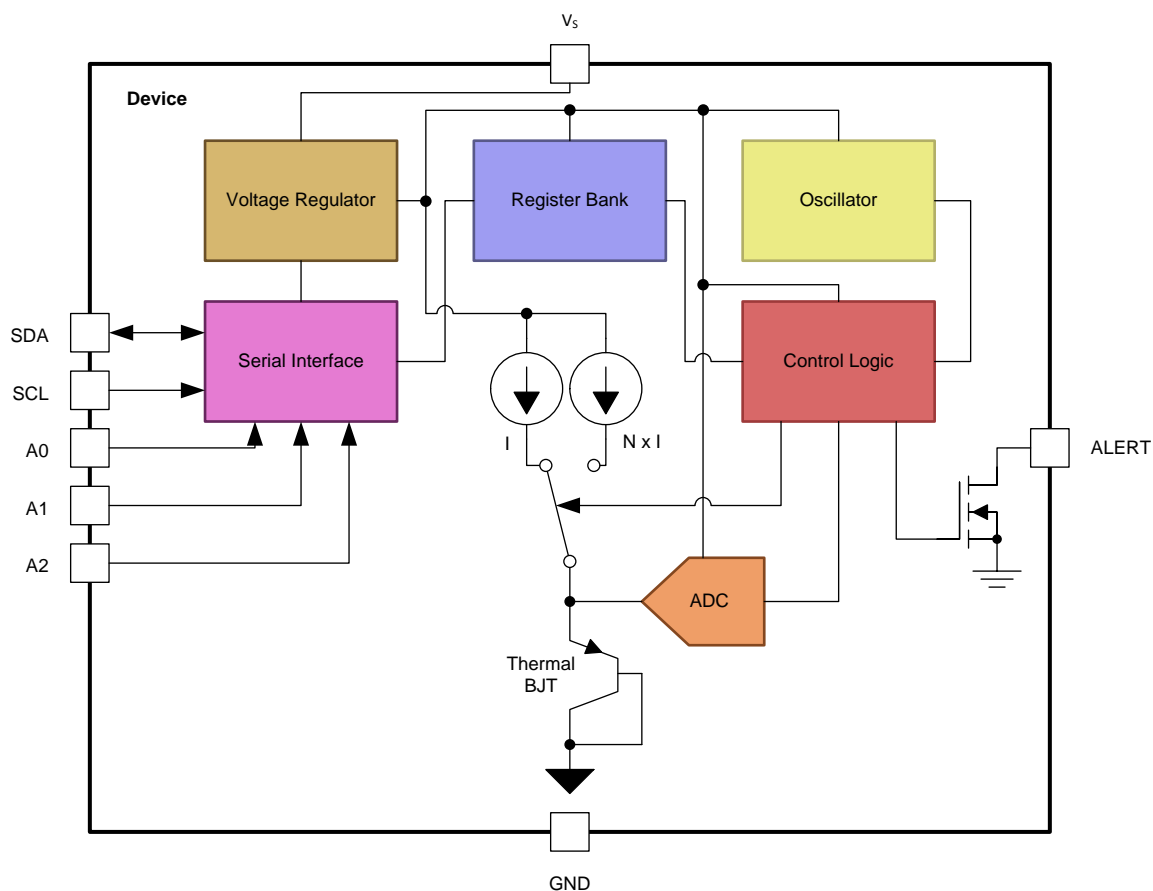 VS
Device
Voltage Regulator
Register Bank
Oscillator
SDA
Serial Interface
Control Logic
SCL
A0
I
N x I
ALERT
A1
A2
ADC
Thermal
BJT
GND